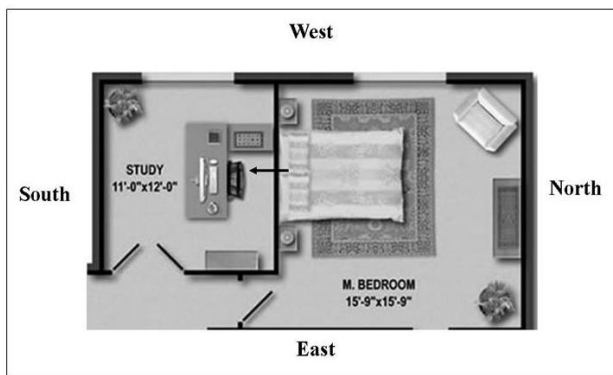 West
STUDY
11'-0"x12'-0"
South
North
M. BEDROOM
15'-9"x15'-9"
East